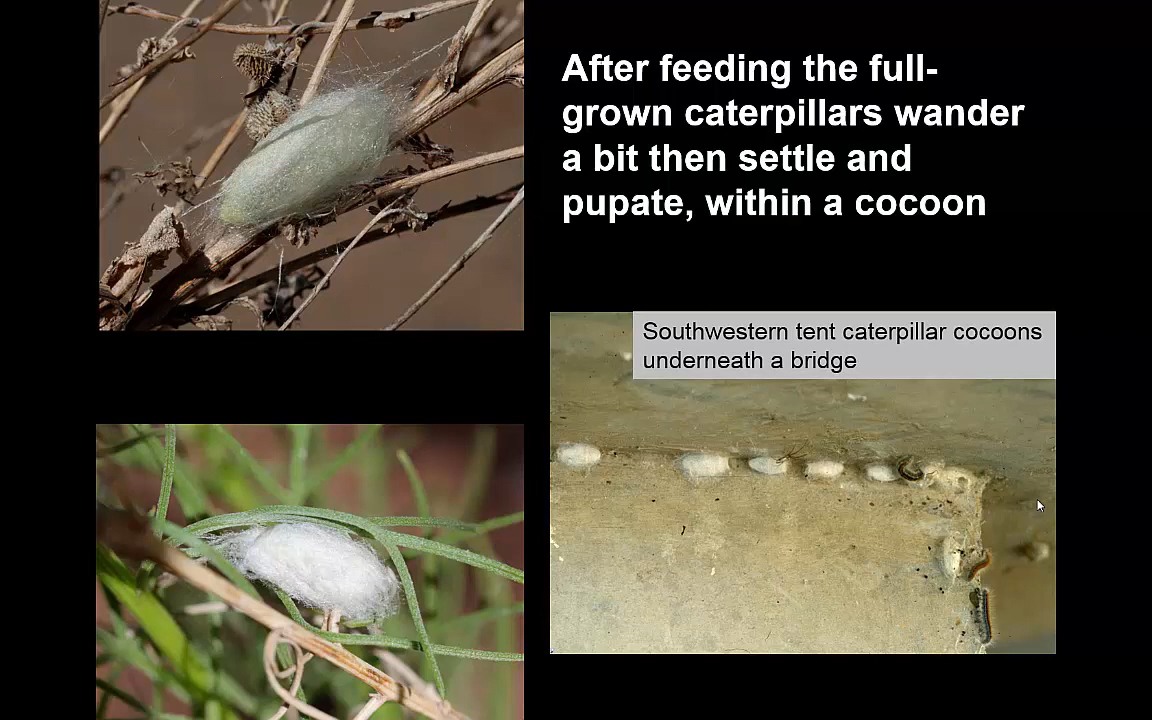 After feeding the full-
grown caterpillars wander
a bit then settle and
pupate, within a cocoon
Southwestern tent caterpillar cocoons
underneath a bridge